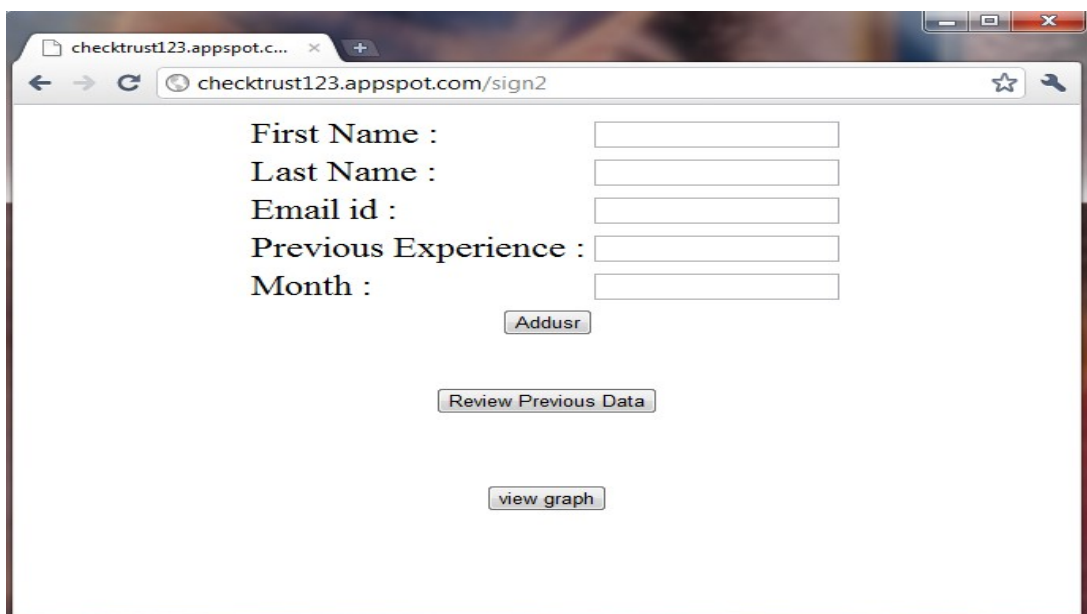 checktrust123.appspot.c...
checktrust123.appspot.com/sign2
First Name :
Last Name :
Email id :
Previous Experience :
Month :
Addusr
Review Previous Data
view graph